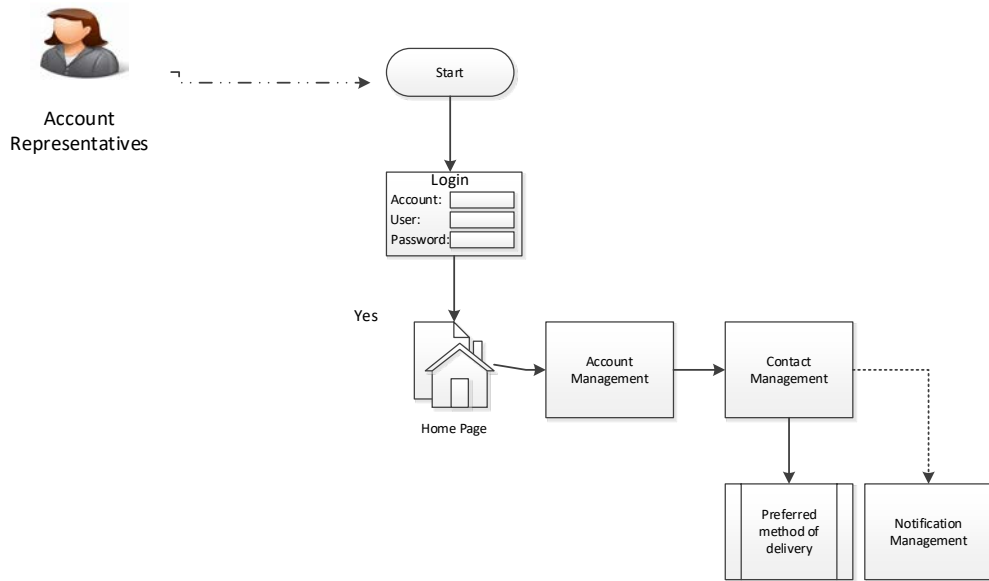 Account
Representatives
Start
Login
Account:
User:
Password:
Yes
Home Page
Account
Management
Contact
Management
Preferred
method of
delivery
Notification
Management